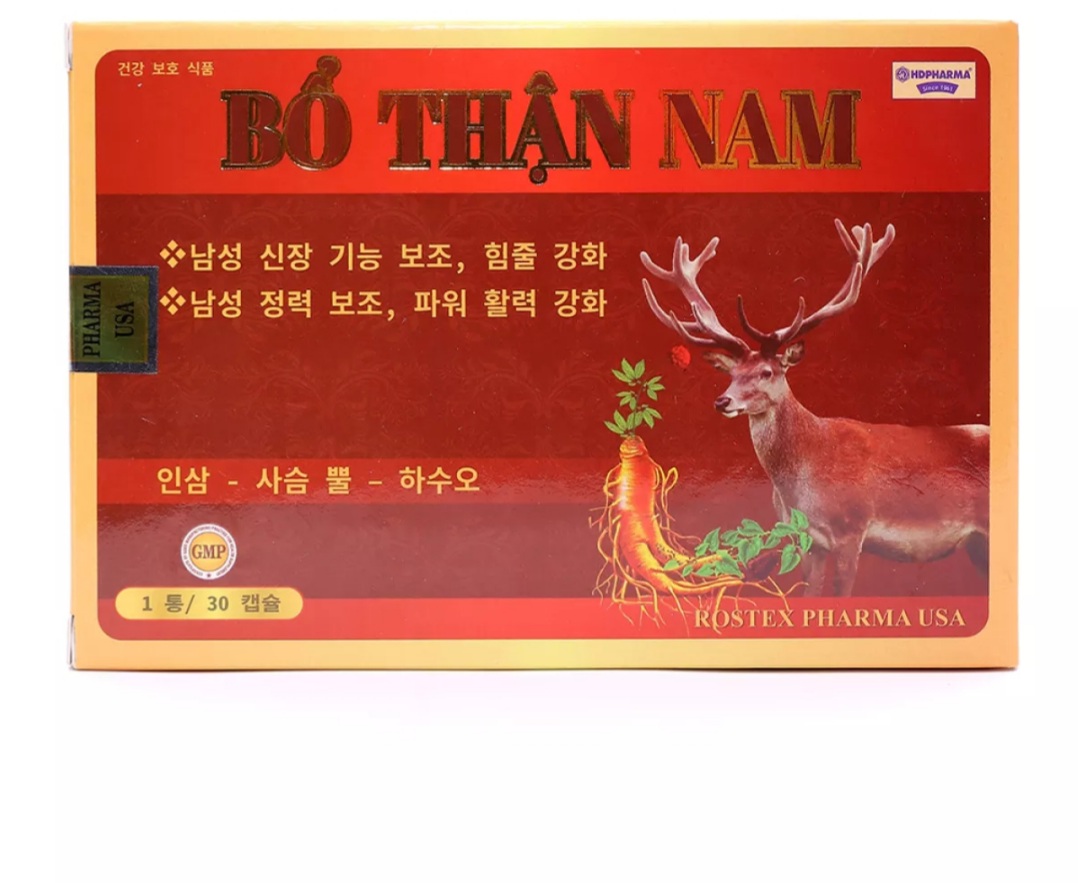 건강 보호 식품
HDPHARMA
Since 1961
BỔ THẬN NAM
❖남성 신장 기능 보조, 힘줄 강화
❖남성 정력 보조, 파워 활력 강화
PHARMA
USA
인삼 - 사슴 뿔 - 하수오
GMP
1 통/ 30 캡슐
ROSTEX PHARMA USA